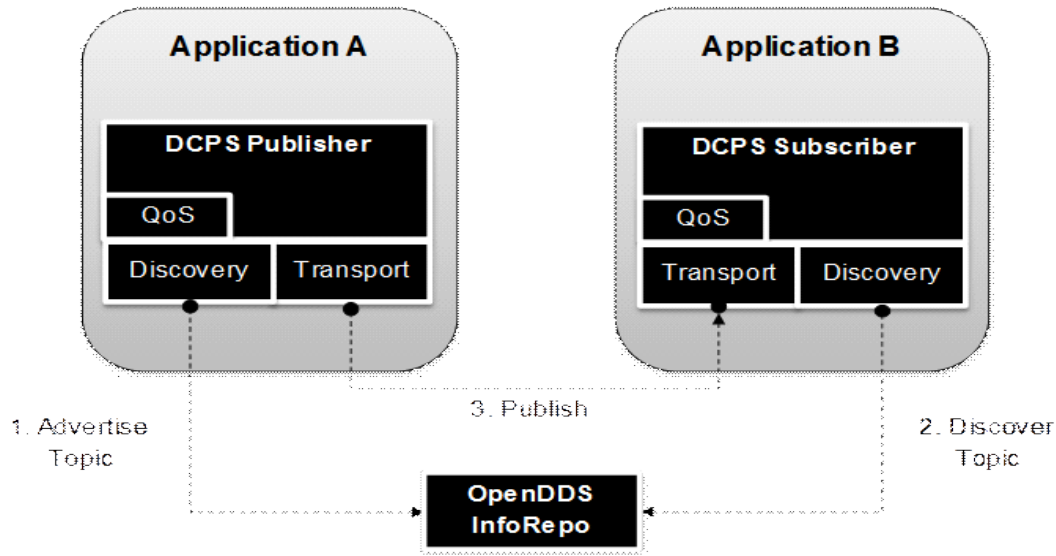 Application A
DCPS Publisher
QoS
Discovery
Transport
Application B
DCPS Subscriber
QoS
Transport
Discovery
1. Advertise
Topic
3. Publish
2. Discover
Topic
OpenDDS
InfoRepo